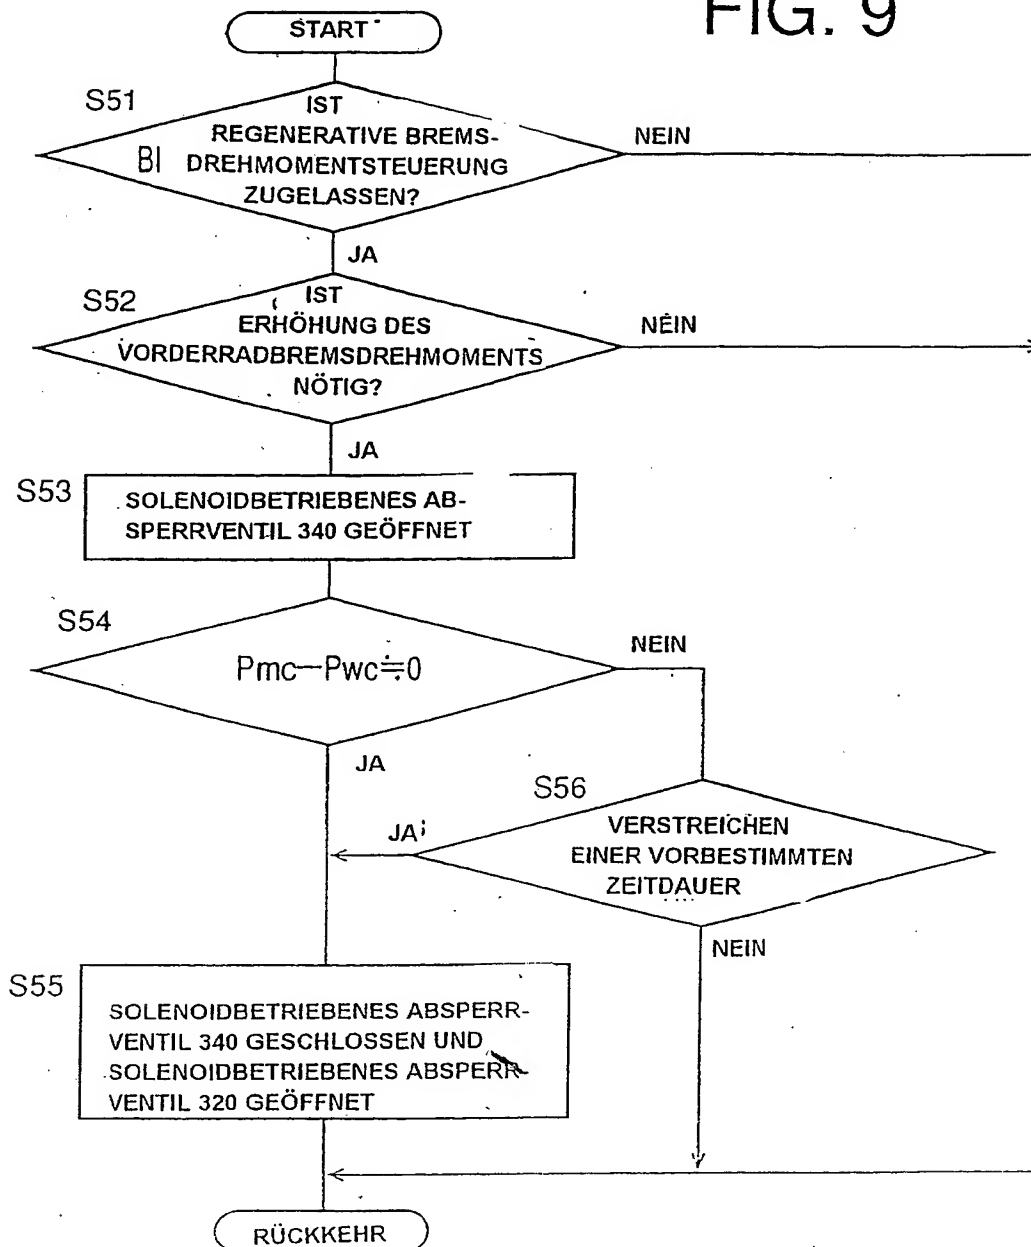 FIG. 9
START
S51
IST
REGENERATIVE BREMS-
BI DREHMOMENTSTEUERUNG
ZUGELASSEN?
NEIN
JA
S52
IST
ERHÖHUNG DES
VORDERRADBREMSDREHMOMENTS
NÖTIG?
NEIN
JA
S53
SOLENOIDBETRIEBENES AB-
SPERRVENTIL 340 GEÖFFNET
S54
Pmc—Pwc≒0
NEIN
JA
S56
VERSTREICHEN
EINER VORBESTIMMTEN
ZEITDAUER
JA
NEIN
S55
SOLENOIDBETRIEBENES ABSPERR-
VENTIL 340 GESCHLOSSEN UND
SOLENOIDBETRIEBENES ABSPERR-
VENTIL 320 GEÖFFNET
RÜCKKEHR